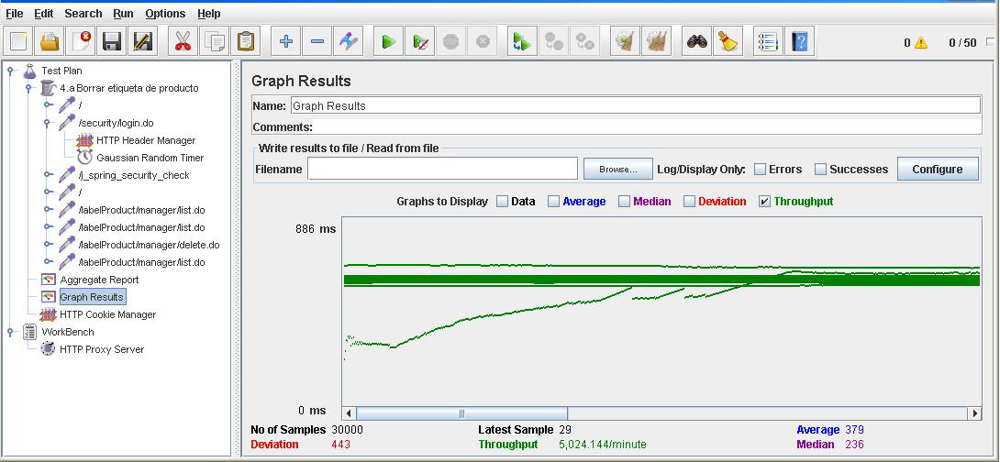 File Edit Search Run Options Help
0 0 / 50
Test Plan
4.a Borrar etiqueta de producto
/
/security/login.do
HTTP Header Manager
Gaussian Random Timer
/j_spring_security_check
/
/labelProduct/manager/list.do
/labelProduct/manager/list.do
/labelProduct/manager/delete.do
/labelProduct/manager/list.do
Aggregate Report
Graph Results
HTTP Cookie Manager
WorkBench
HTTP Proxy Server
Graph Results
Name: Graph Results
Comments:
Write results to file / Read from file
Filename Browse... Log/Display Only: Errors Successes Configure
Graphs to Display Data Average Median Deviation Throughput
886 ms
0 ms
No of Samples 30000 Latest Sample 29 Average 379
Deviation 443 Throughput 5,024.144/minute Median 236